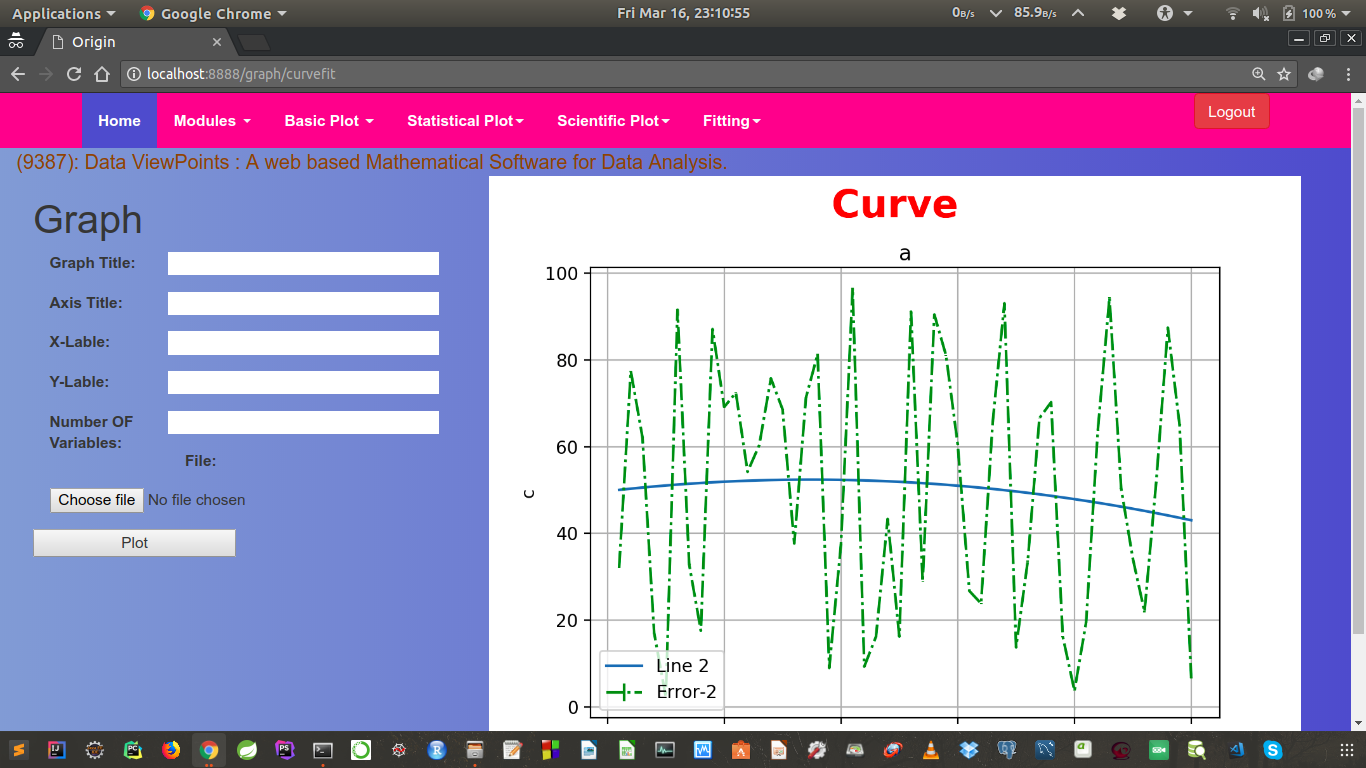 Applications Google Chrome Fri Mar 16, 23:10:55 0B/s 85.9B/s 100 %
Origin
localhost:8888/graph/curvefit
Home Modules Basic Plot Statistical Plot Scientific Plot Fitting Logout
(9387): Data ViewPoints : A web based Mathematical Software for Data Analysis.
Graph
Graph Title:
Axis Title:
X-Lable:
Y-Lable:
Number OF
Variables:
File:
Choose file No file chosen
Plot
Curve
a
100
80
60
c
40
20
0
Line 2
Error-2